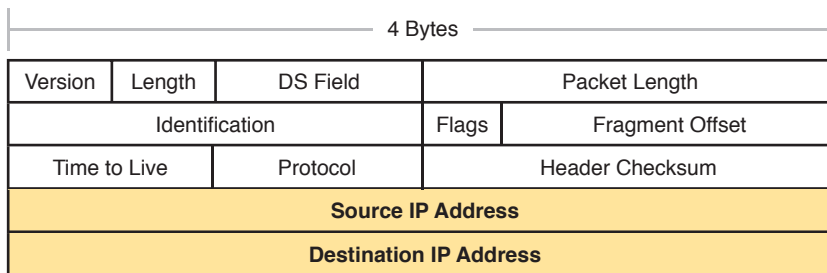 4 Bytes
Version Length DS Field Packet Length
Identification Flags Fragment Offset
Time to Live Protocol Header Checksum
Source IP Address
Destination IP Address